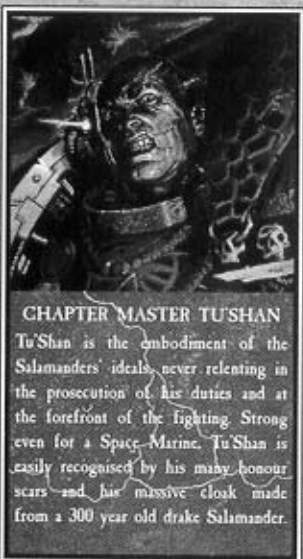 CHAPTER MASTER TU'SHAN
Tu'Shan is the embodiment of the
Salamanders' ideals, never relenting in
the prosecution of his duties and at
the forefront of the fighting. Strong
even for a Space Marine, Tu'Shan is
easily recognised by his many honour
scars and his massive cloak made
from a 300 year old drake Salamander.